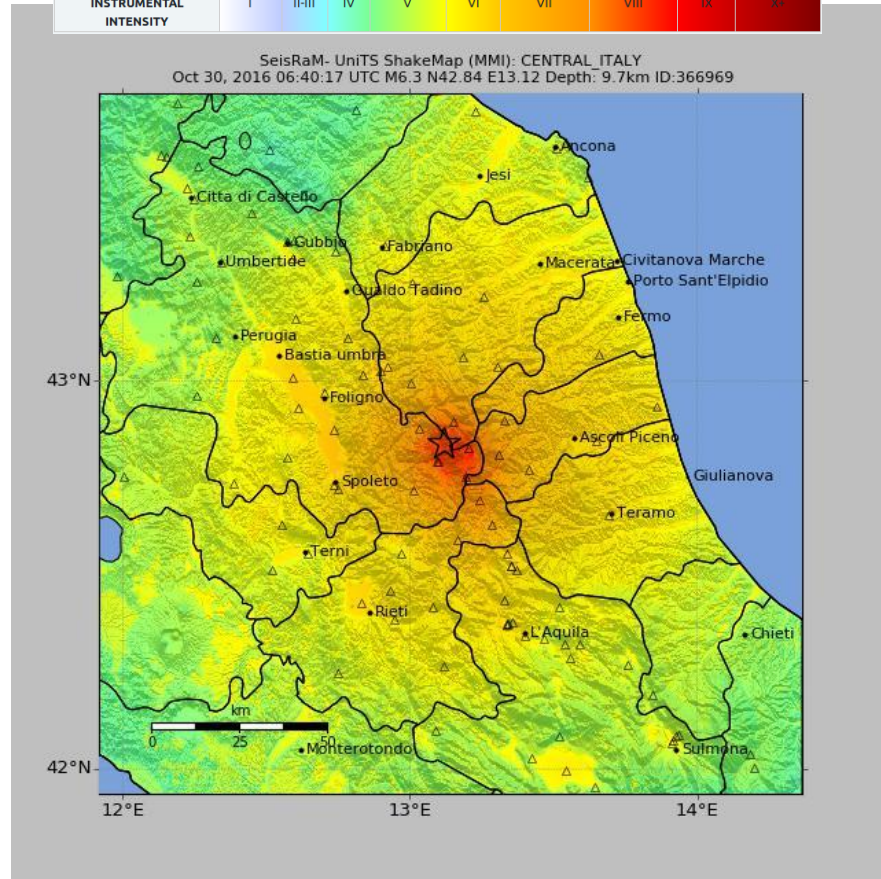 INSTRUMENTAL I II-III IV V VI VII VIII IX X+
INTENSITY
SeisRaM- UniTS ShakeMap (MMI): CENTRAL_ITALY
Oct 30, 2016 06:40:17 UTC M6.3 N42.84 E13.12 Depth: 9.7km ID:366969
Ancona
Jesi
Citta di Castello
Gubbio
Fabriano
Umbertide
Macerata
Civitanova Marche
Porto Sant'Elpidio
Gualdo Tadino
Fermo
Perugia
Bastia umbra
43°N
Foligno
Ascoli Piceno
Giulianova
Spoleto
Teramo
Terni
Rieti
L'Aquila
Chieti
km
0 25 50
Monterotondo
Sulmona
42°N
12°E 13°E 14°E